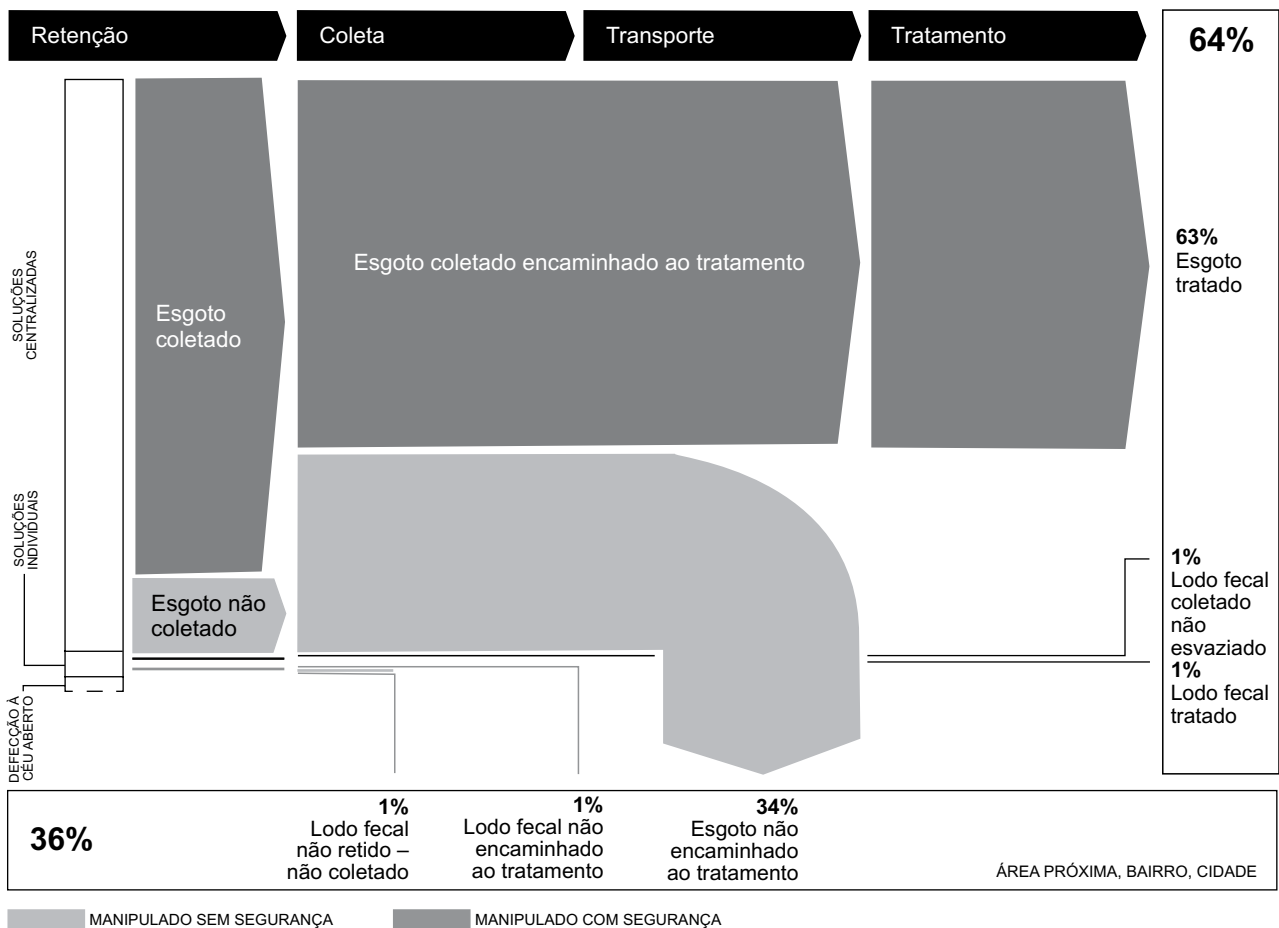 Retenção
Coleta
Transporte
Tratamento
64%
SOLUÇÕES
CENTRALIZADAS
Esgoto
coletado
Esgoto coletado encaminhado ao tratamento
63%
Esgoto
tratado
SOLUÇÕES
INDIVIDUAIS
Esgoto não
coletado
1%
Lodo fecal
coletado
não
esvaziado
1%
Lodo fecal
tratado
DEFECÇÃO À
CÉU ABERTO
36%
1%
Lodo fecal
não retido –
não coletado
1%
Lodo fecal não
encaminhado
ao tratamento
34%
Esgoto não
encaminhado
ao tratamento
ÁREA PRÓXIMA, BAIRRO, CIDADE
MANIPULADO SEM SEGURANÇA
MANIPULADO COM SEGURANÇA